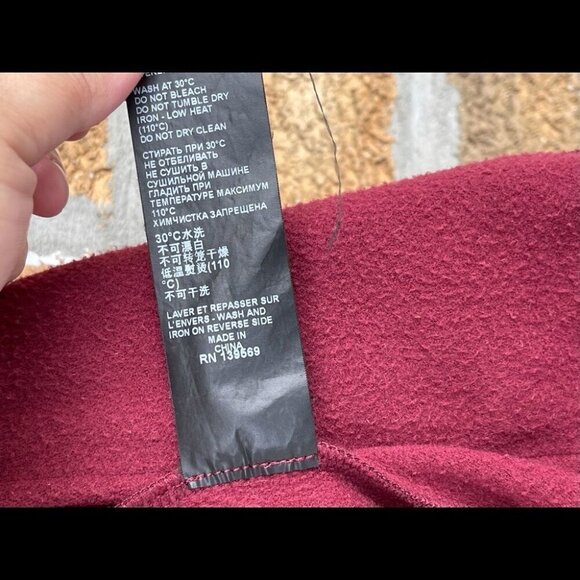 WASH AT 30°C
DO NOT BLEACH
DO NOT TUMBLE DRY
IRON - LOW HEAT
(110°C)
DO NOT DRY CLEAN
СТИРАТЬ ПРИ 30°C
НЕ ОТБЕЛИВАТЬ
НЕ СУШИТЬ В
СУШИЛЬНОЙ МАШИНЕ
ГЛАДИТЬ ПРИ
ТЕМПЕРАТУРЕ МАКСИМУМ
110°C
ХИМЧИСТКА ЗАПРЕЩЕНА
30°C水洗
不可漂白
不可转笼干燥
低温熨烫(110
°C)
不可干洗
LAVER ET REPASSER SUR
L'ENVERS - WASH AND
IRON ON REVERSE SIDE
MADE IN
CHINA
RN 139569